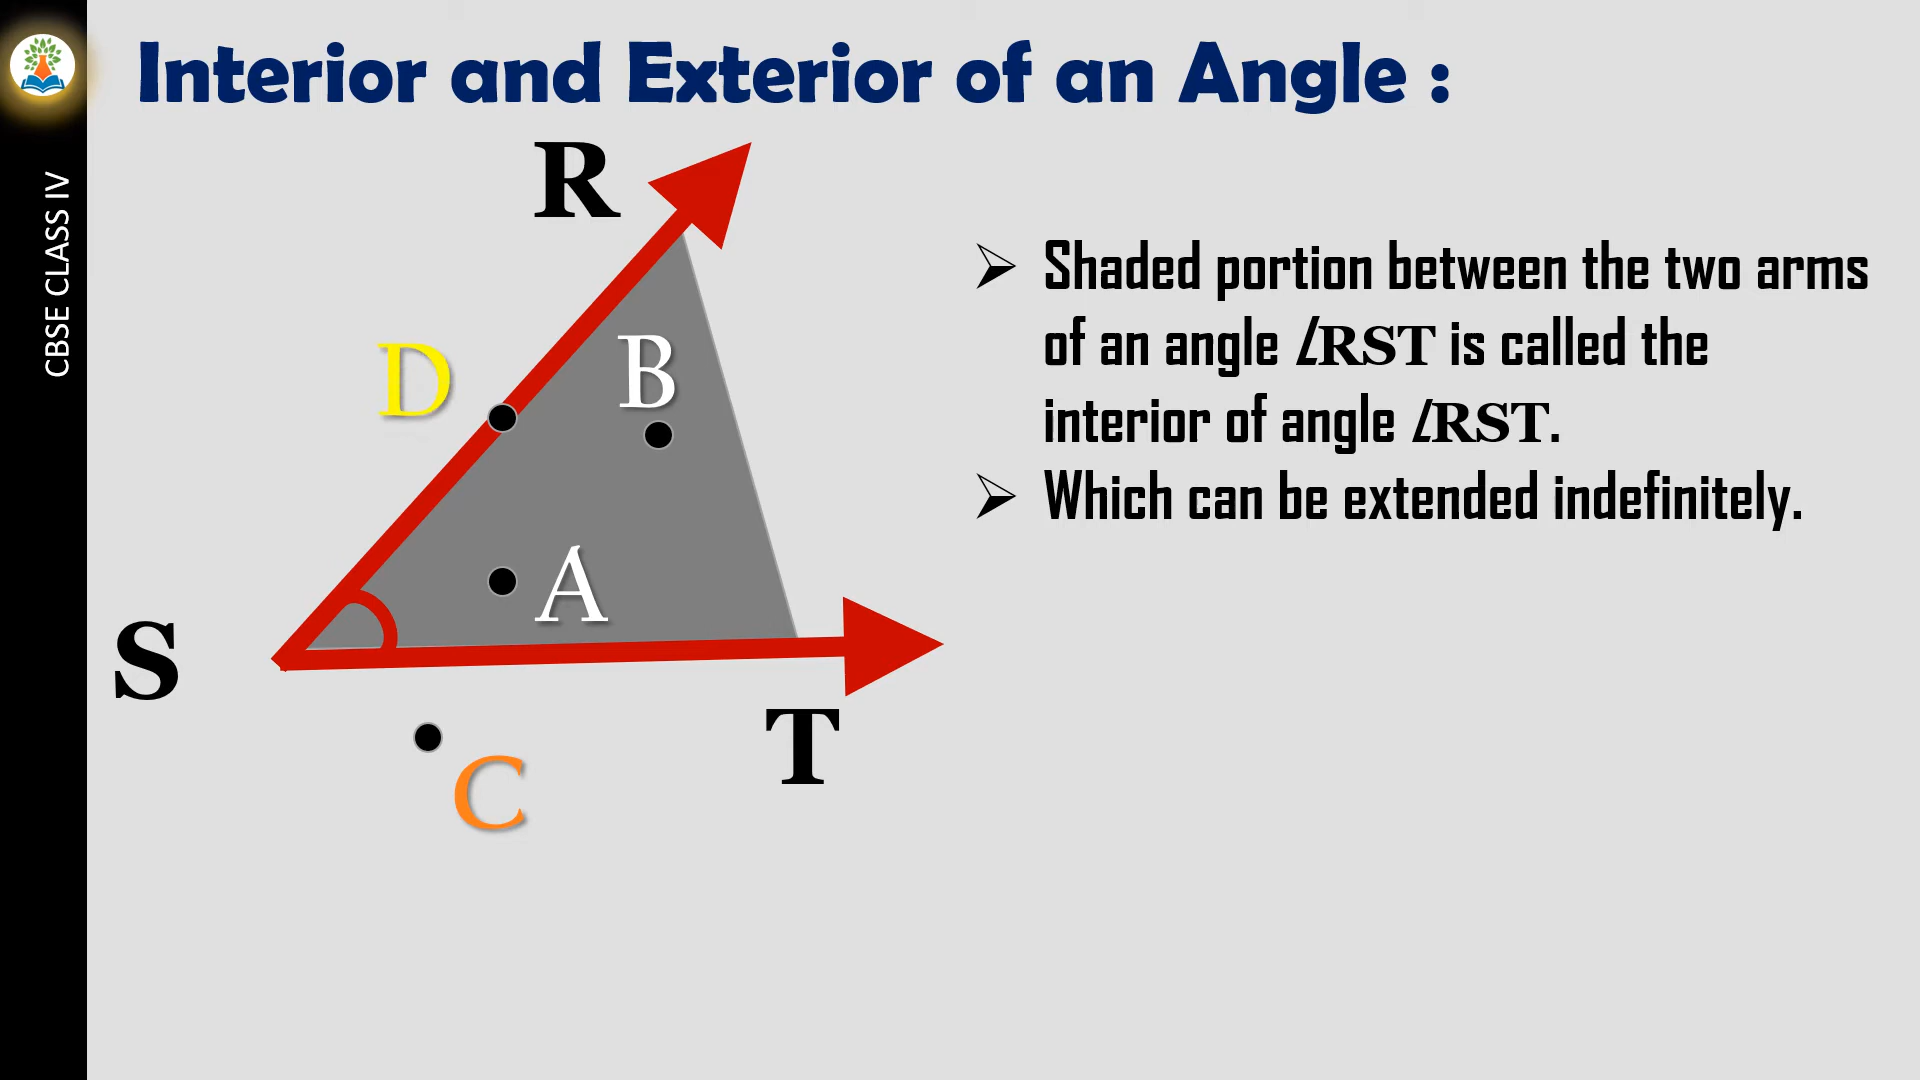 Interior and Exterior of an Angle :
CBSE CLASS IV
R
D
B
A
S
T
C
➢ Shaded portion between the two arms
of an angle ∠RST is called the
interior of angle ∠RST.
➢ Which can be extended indefinitely.